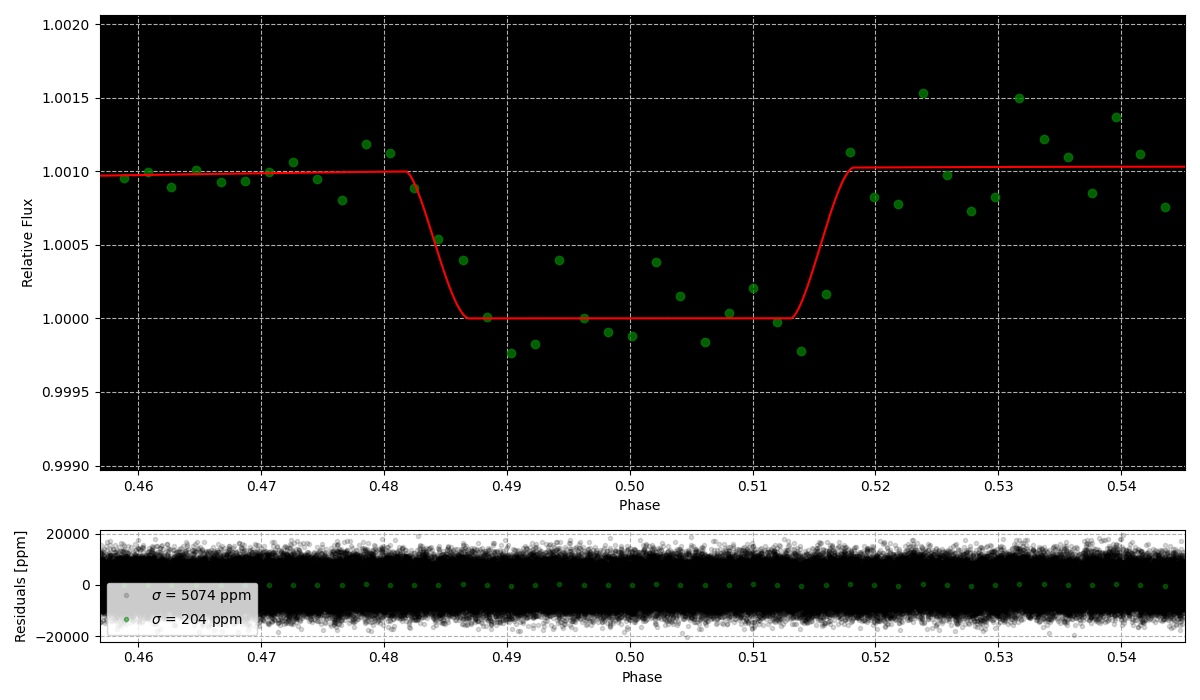 1.0020
1.0015
1.0010
1.0005
1.0000
0.9995
0.9990
Relative Flux
0.46 0.47 0.48 0.49 0.50 0.51 0.52 0.53 0.54
Phase
20000
0
−20000
Residuals [ppm]
σ = 5074 ppm
σ = 204 ppm
0.46 0.47 0.48 0.49 0.50 0.51 0.52 0.53 0.54
Phase